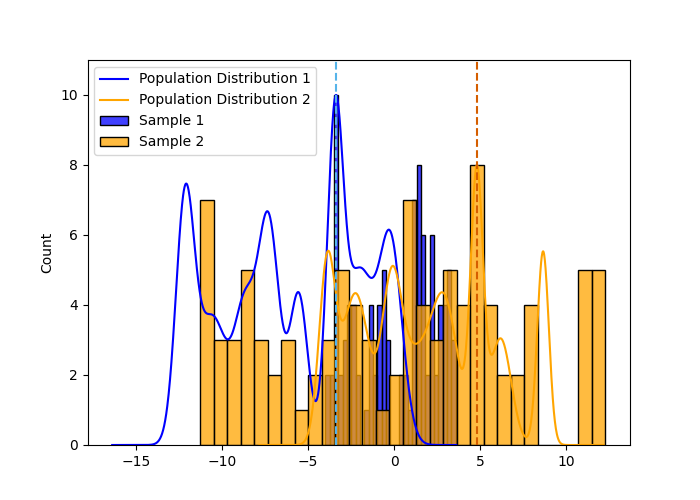 Population Distribution 1
Population Distribution 2
Sample 1
Sample 2
Count
10
8
6
4
2
0
−15
−10
−5
0
5
10